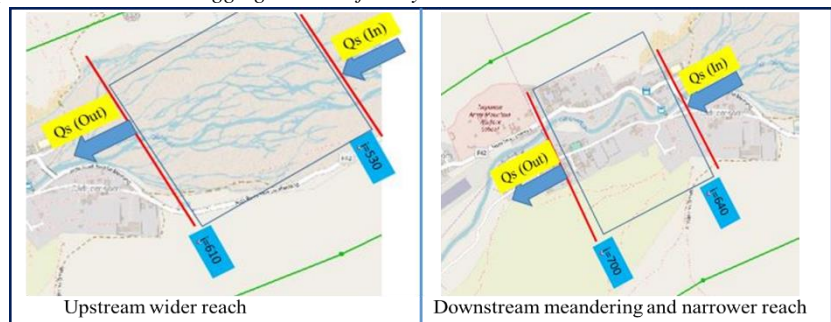 Qs (In)
Qs (Out)
i=530
i=610
Upstream wider reach
Qs (In)
Qs (Out)
i=640
i=700
Downstream meandering and narrower reach